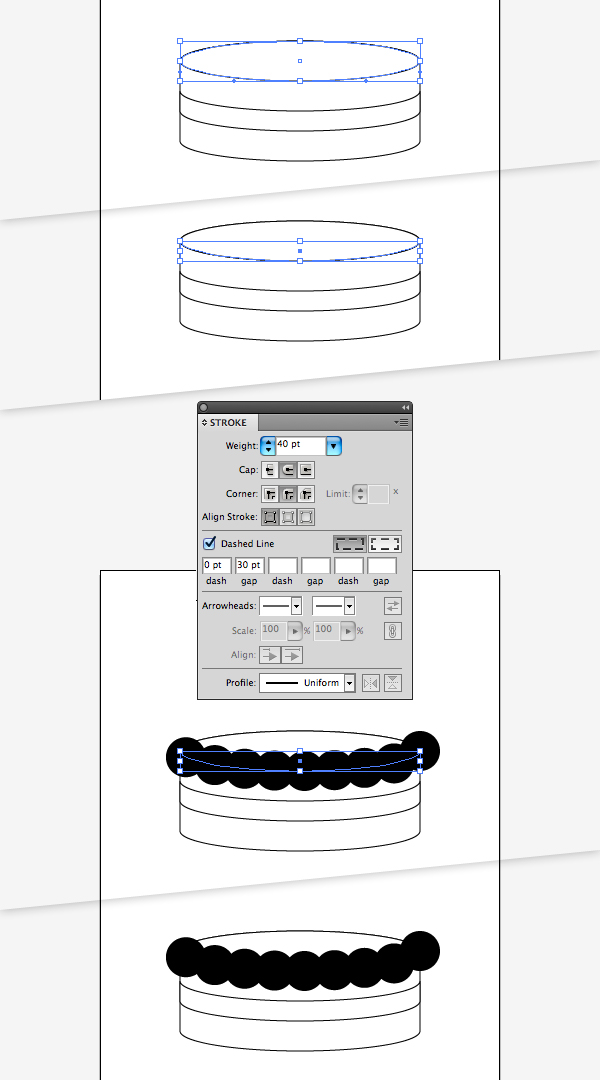 STROKE
Weight: 40 pt
Cap:
Corner: Limit: x
Align Stroke:
Dashed Line
0 pt 30 pt
dash gap dash gap dash gap
Arrowheads:
Scale: 100 % 100 %
Align:
Profile: Uniform